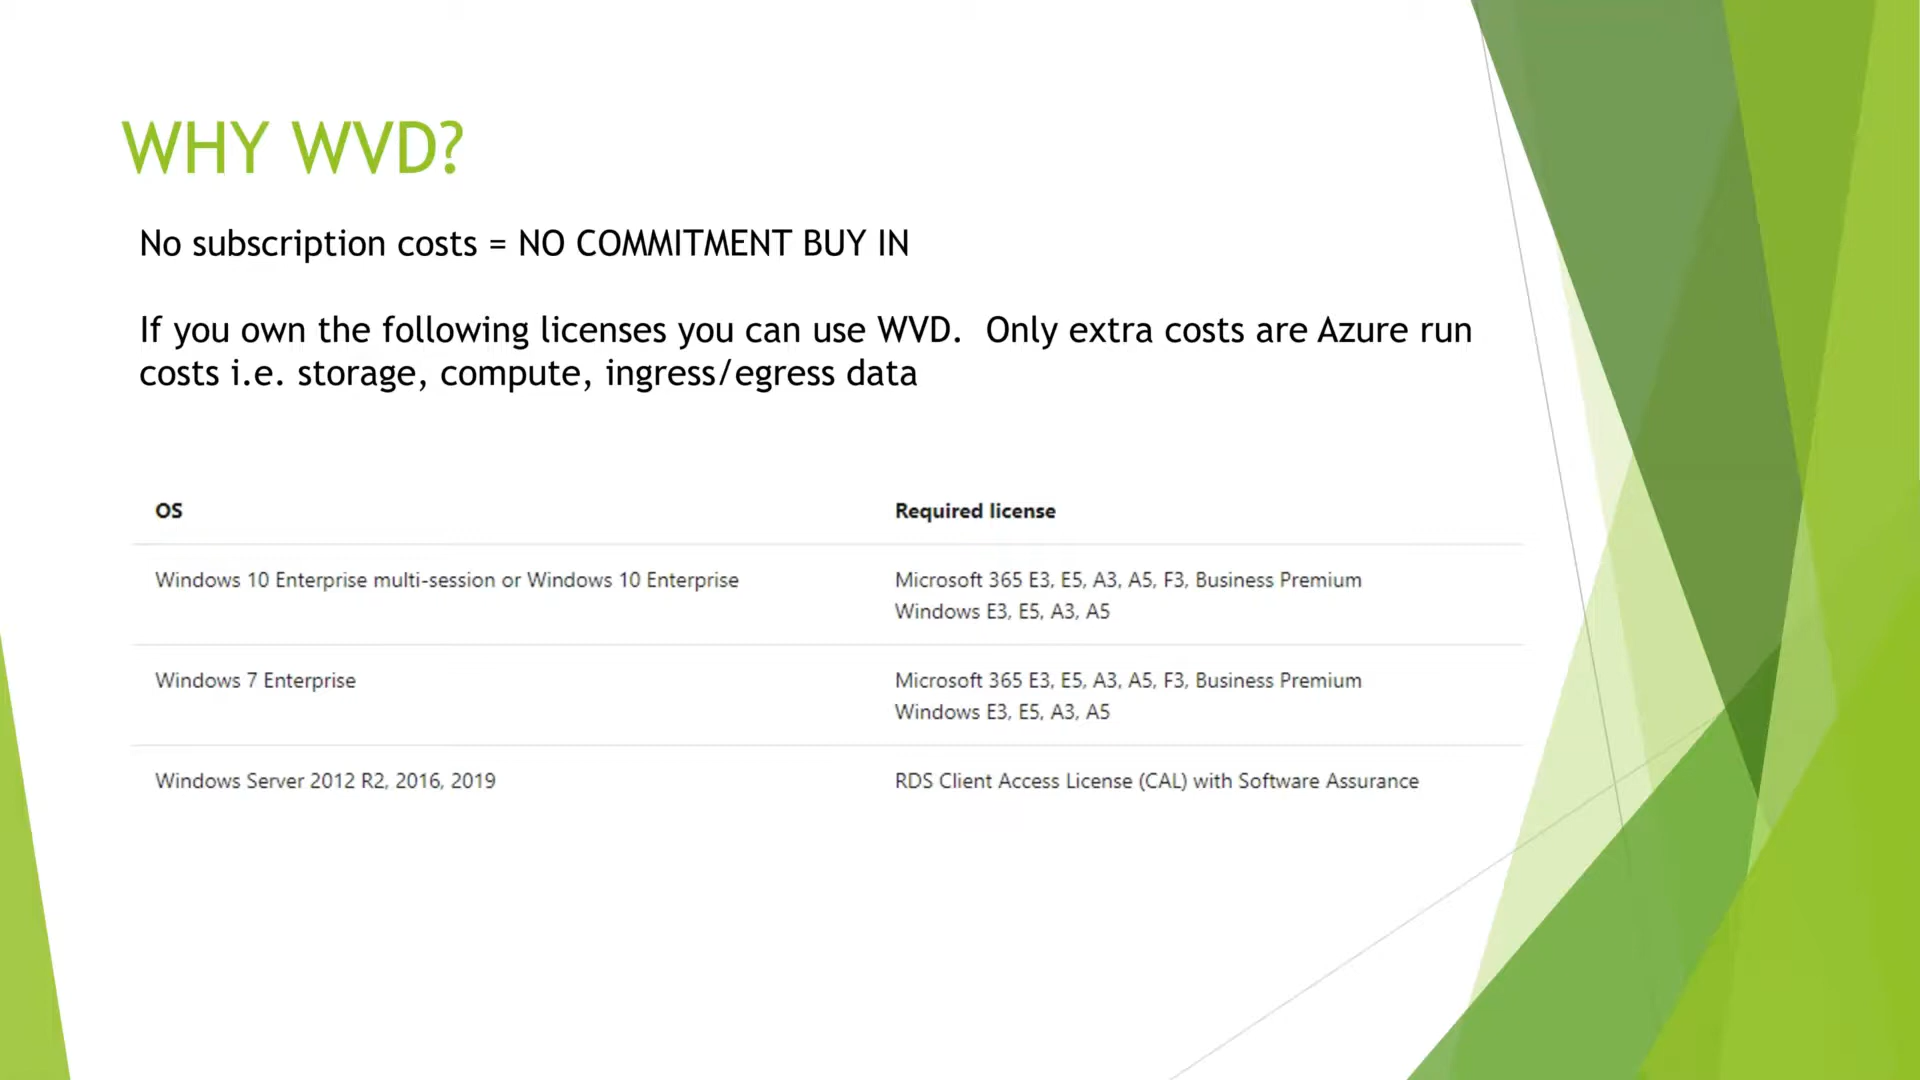 WHY WVD?
No subscription costs = NO COMMITMENT BUY IN
If you own the following licenses you can use WVD.  Only extra costs are Azure run
costs i.e. storage, compute, ingress/egress data
OS Required license
Windows 10 Enterprise multi-session or Windows 10 Enterprise Microsoft 365 E3, E5, A3, A5, F3, Business Premium
Windows E3, E5, A3, A5
Windows 7 Enterprise Microsoft 365 E3, E5, A3, A5, F3, Business Premium
Windows E3, E5, A3, A5
Windows Server 2012 R2, 2016, 2019 RDS Client Access License (CAL) with Software Assurance